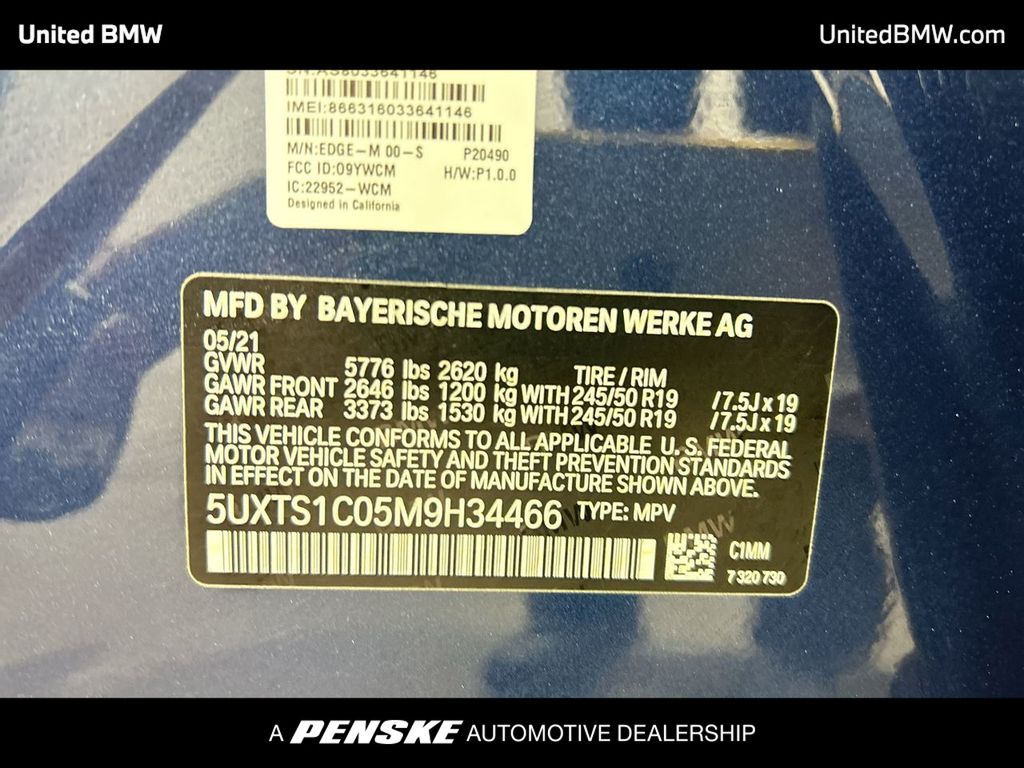 United BMW
UnitedBMW.com
SN:AS8033641146
IMEI:866316033641146
M/N:EDGE-M 00-S P20490
FCC ID:O9YWCM H/W:P1.0.0
IC:22952-WCM
Designed in California
MFD BY BAYERISCHE MOTOREN WERKE AG
05/21
GVWR 5776 lbs 2620 kg TIRE / RIM
GAWR FRONT 2646 lbs 1200 kg WITH 245/50 R19 / 7.5J x 19
GAWR REAR 3373 lbs 1530 kg WITH 245/50 R19 / 7.5J x 19
THIS VEHICLE CONFORMS TO ALL APPLICABLE U. S. FEDERAL
MOTOR VEHICLE SAFETY AND THEFT PREVENTION STANDARDS
IN EFFECT ON THE DATE OF MANUFACTURE SHOWN ABOVE.
5UXTS1C05M9H34466 TYPE: MPV
C1MM
7 320 730
A PENSKE AUTOMOTIVE DEALERSHIP